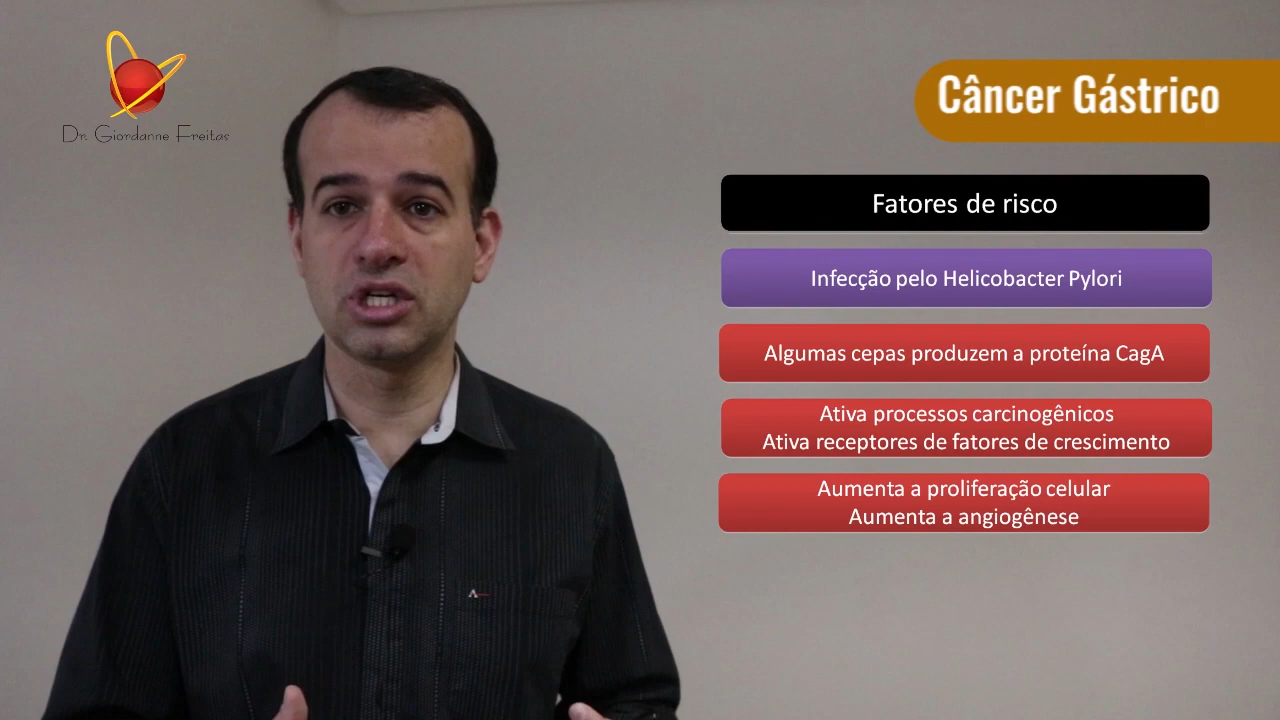 Dr. Giordanne Freitas
Câncer Gástrico
Fatores de risco
Infecção pelo Helicobacter Pylori
Algumas cepas produzem a proteína CagA
Ativa processos carcinogênicos
Ativa receptores de fatores de crescimento
Aumenta a proliferação celular
Aumenta a angiogênese